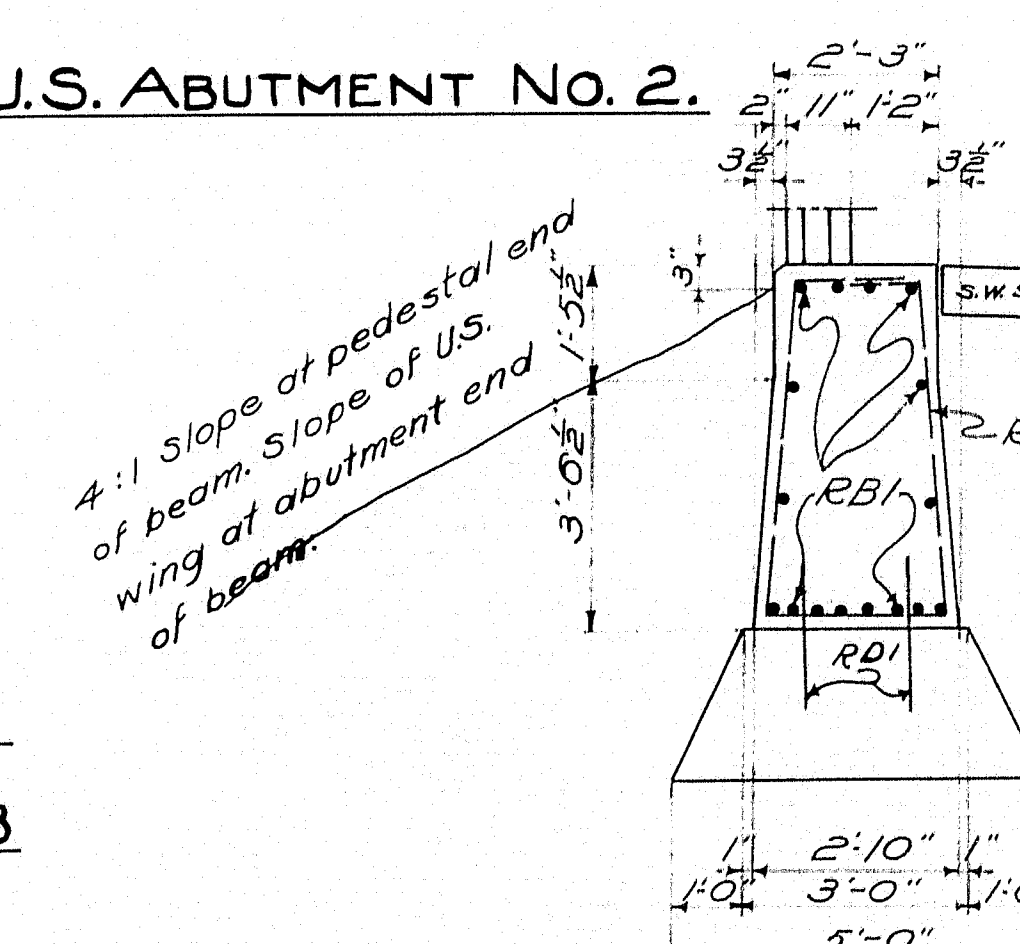 U.S. ABUTMENT NO. 2.
2'-3"
2" 11" 1'-2"
3½" 3½"
3"
S.W.
4:1 slope at pedestal end
of beam. slope of U.S.
wing at abutment end
of beam.
1'-5½"
3'-0½"
RB1
RD1
1" 2'-10" 1"
1'-0" 3'-0"
5'-0"